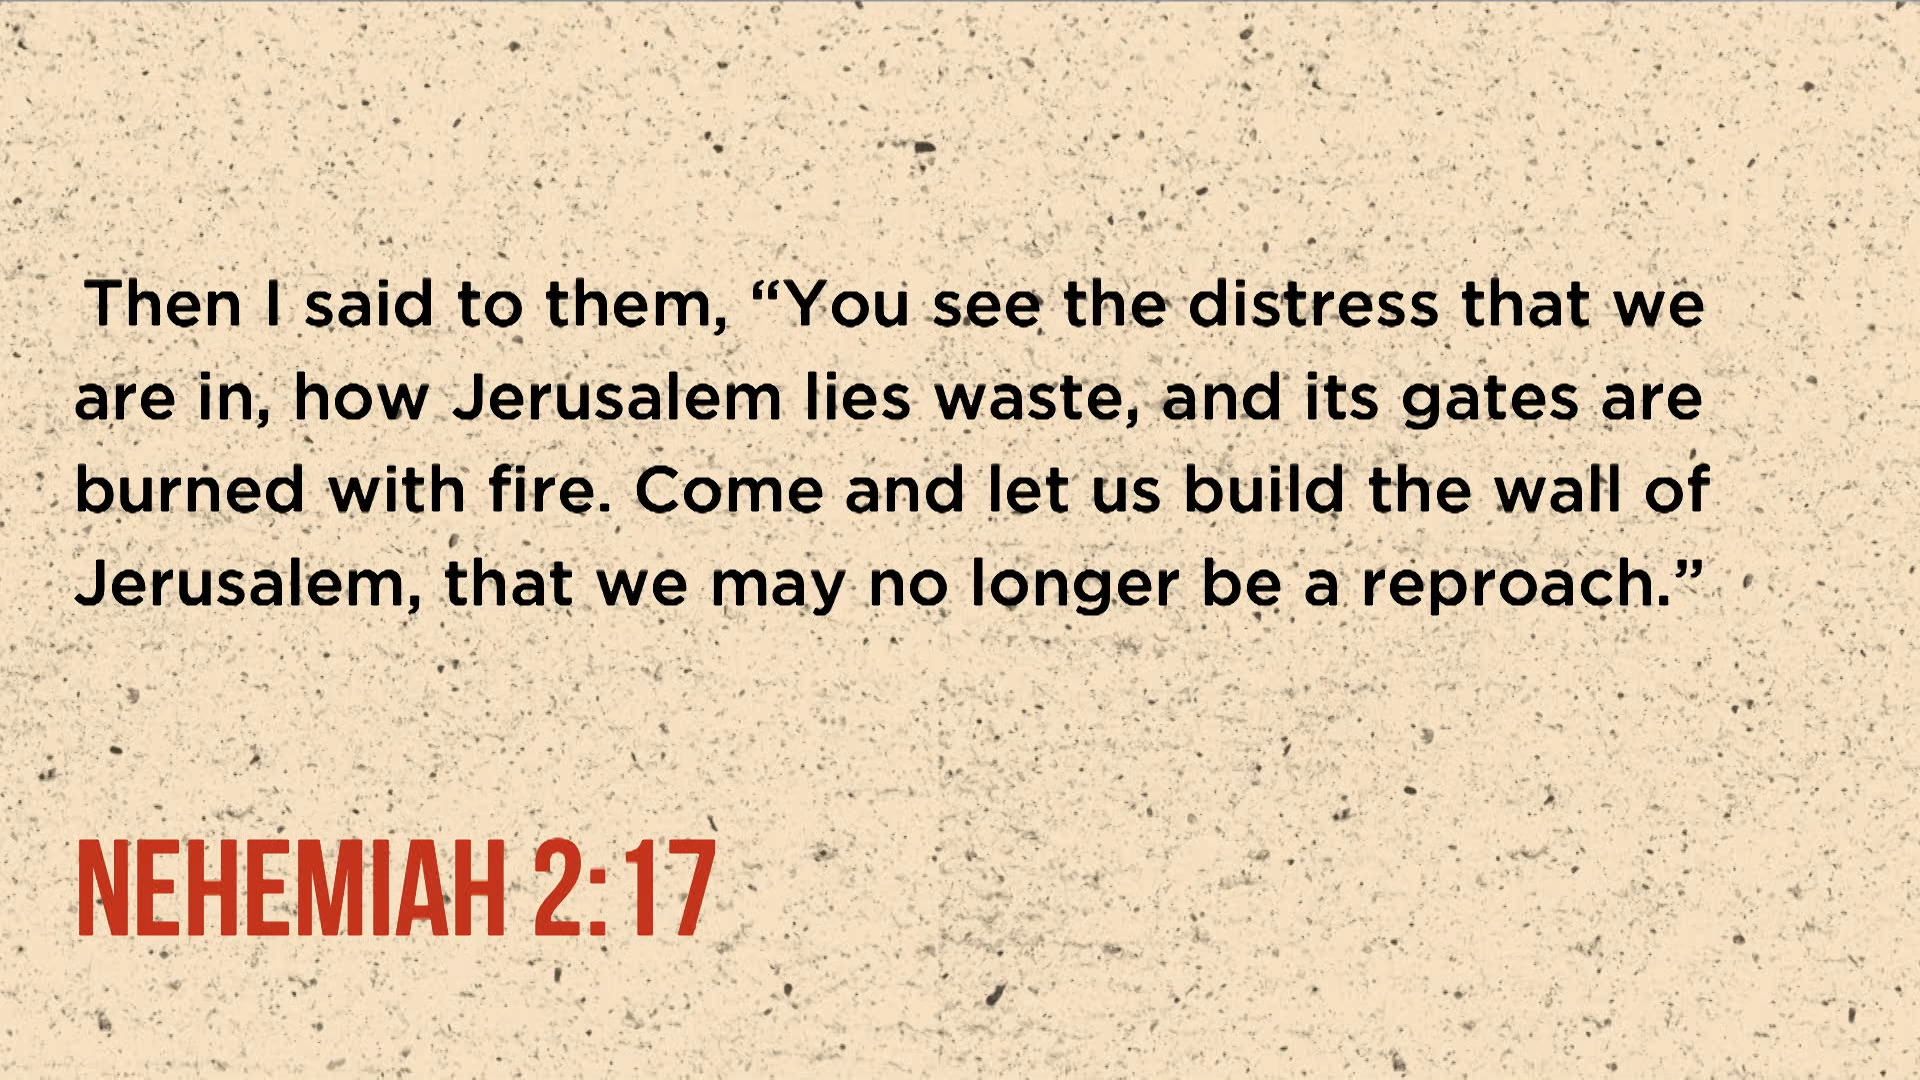 Then I said to them, “You see the distress that we
are in, how Jerusalem lies waste, and its gates are
burned with fire. Come and let us build the wall of
Jerusalem, that we may no longer be a reproach.”
NEHEMIAH 2:17